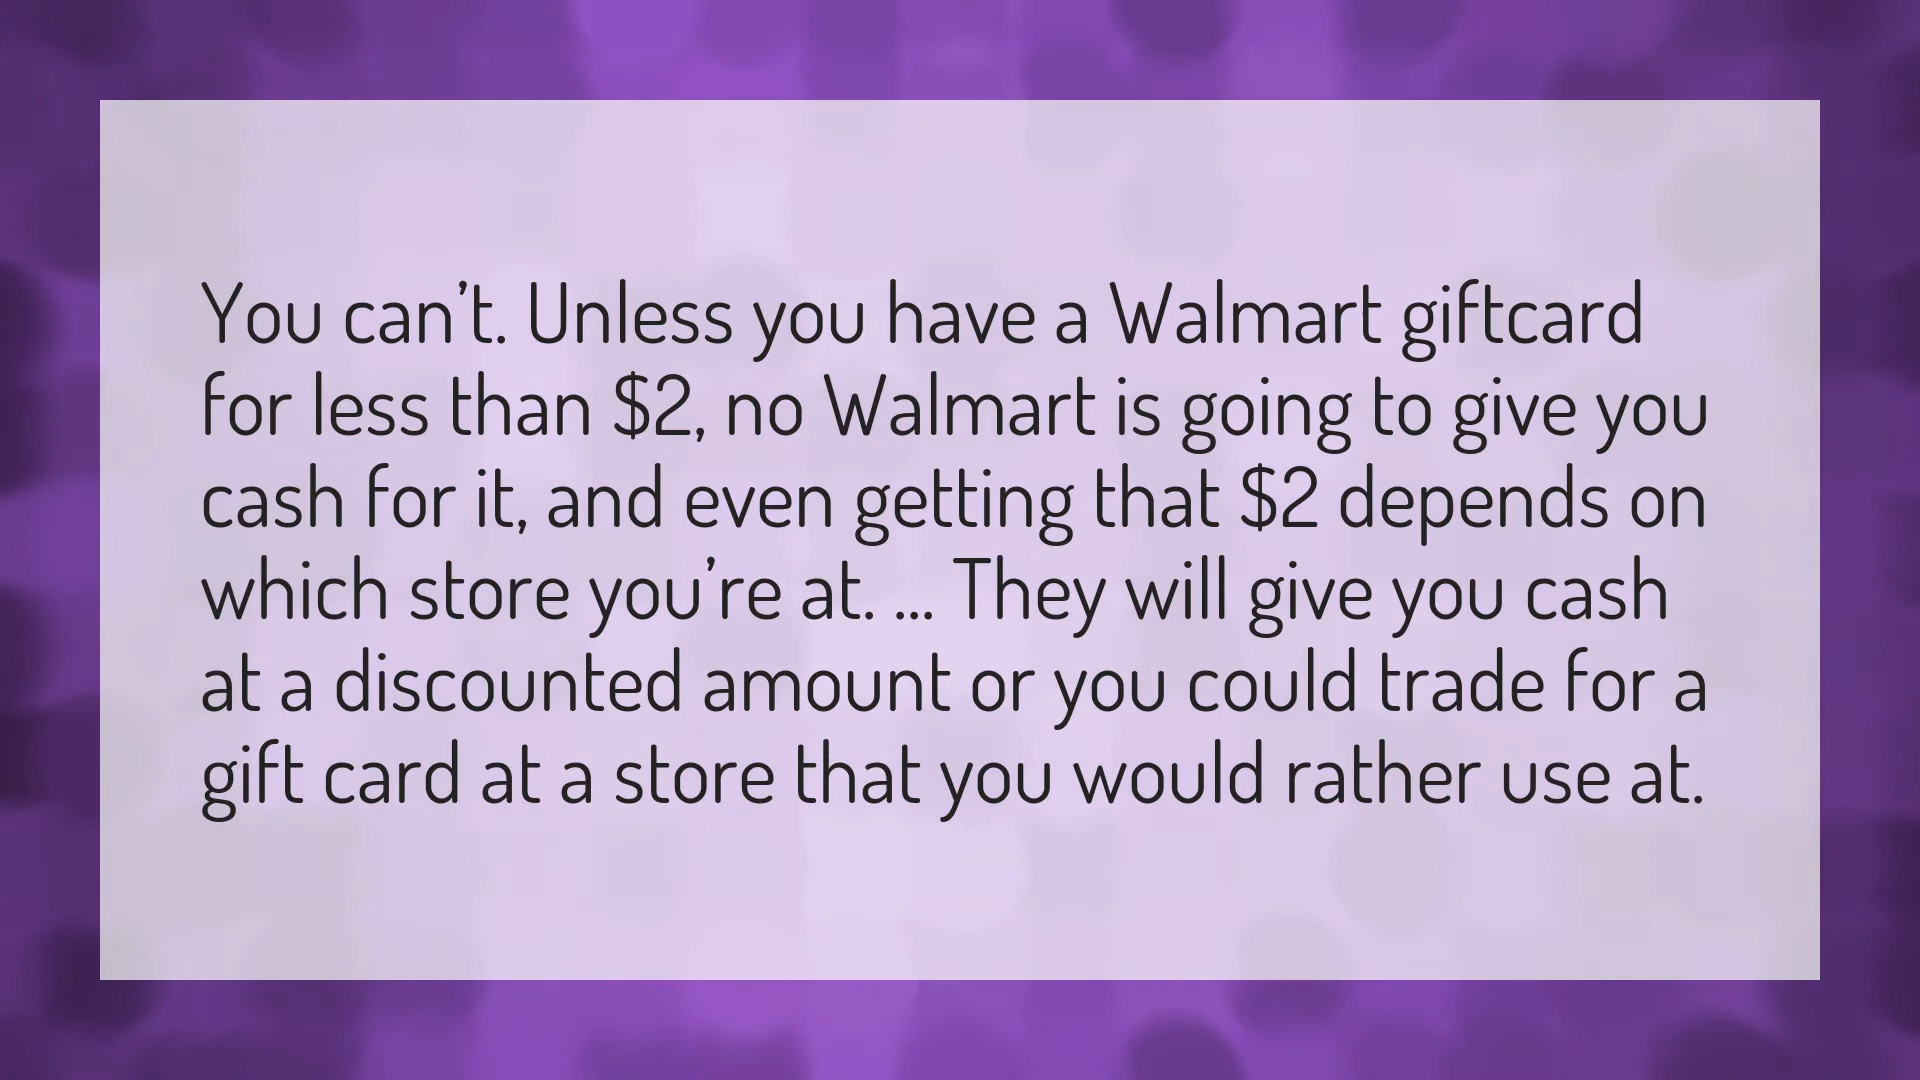 You can't. Unless you have a Walmart giftcard
for less than $2, no Walmart is going to give you
cash for it, and even getting that $2 depends on
which store you're at. ... They will give you cash
at a discounted amount or you could trade for a
gift card at a store that you would rather use at.